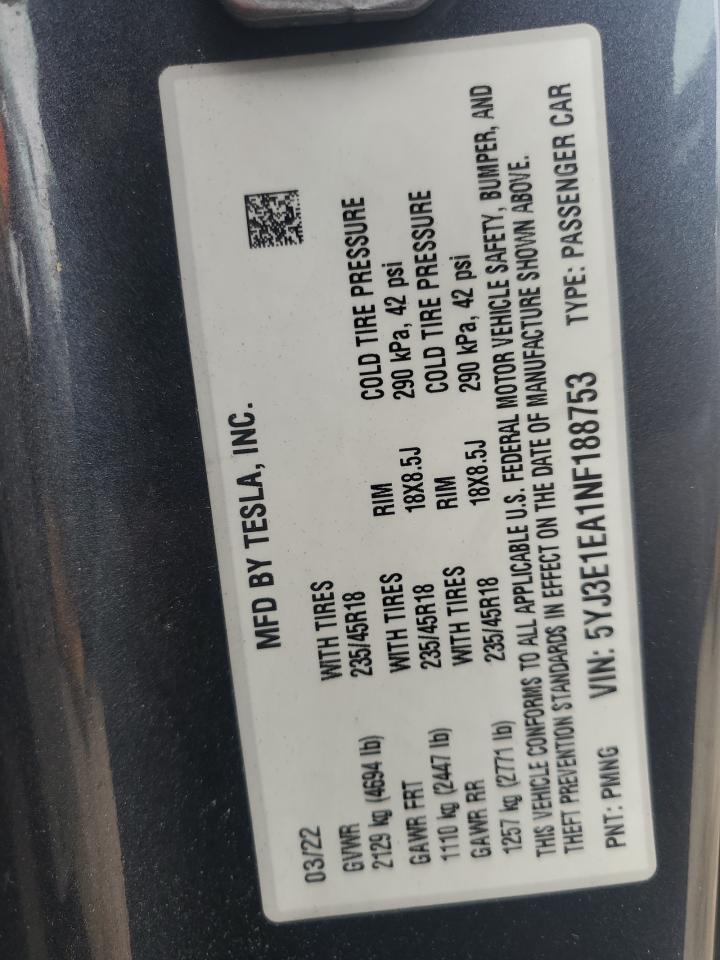 MFD BY TESLA, INC.
03/22
GVWR WITH TIRES
2129 kg (4694 lb) 235/45R18
GAWR FRT WITH TIRES RIM COLD TIRE PRESSURE
1110 kg (2447 lb) 235/45R18 18X8.5J 290 kPa, 42 psi
GAWR RR WITH TIRES RIM COLD TIRE PRESSURE
1257 kg (2771 lb) 235/45R18 18X8.5J 290 kPa, 42 psi
THIS VEHICLE CONFORMS TO ALL APPLICABLE U.S. FEDERAL MOTOR VEHICLE SAFETY, BUMPER, AND
THEFT PREVENTION STANDARDS IN EFFECT ON THE DATE OF MANUFACTURE SHOWN ABOVE.
PNT: PMNG VIN: 5YJ3E1EA1NF188753 TYPE: PASSENGER CAR